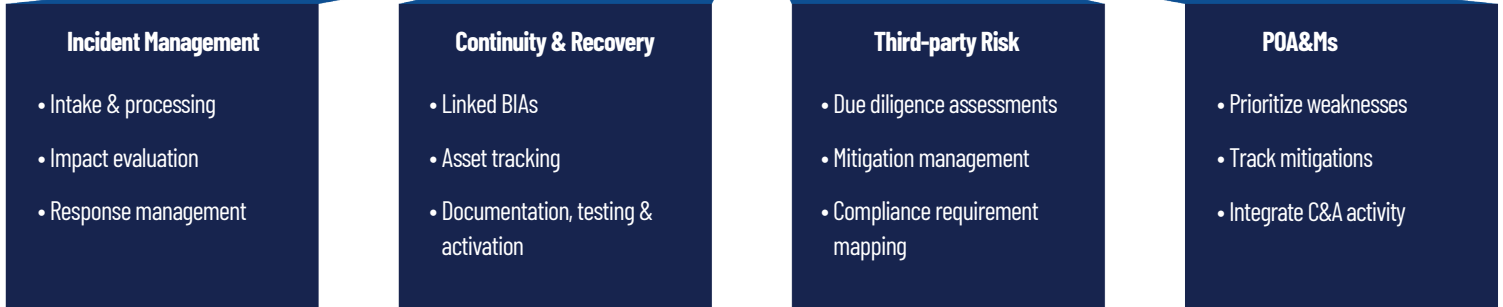 Incident Management
• Intake & processing
• Impact evaluation
• Response management
Continuity & Recovery
• Linked BIAs
• Asset tracking
• Documentation, testing &
activation
Third-party Risk
• Due diligence assessments
• Mitigation management
• Compliance requirement
mapping
POA&Ms
• Prioritize weaknesses
• Track mitigations
• Integrate C&A activity